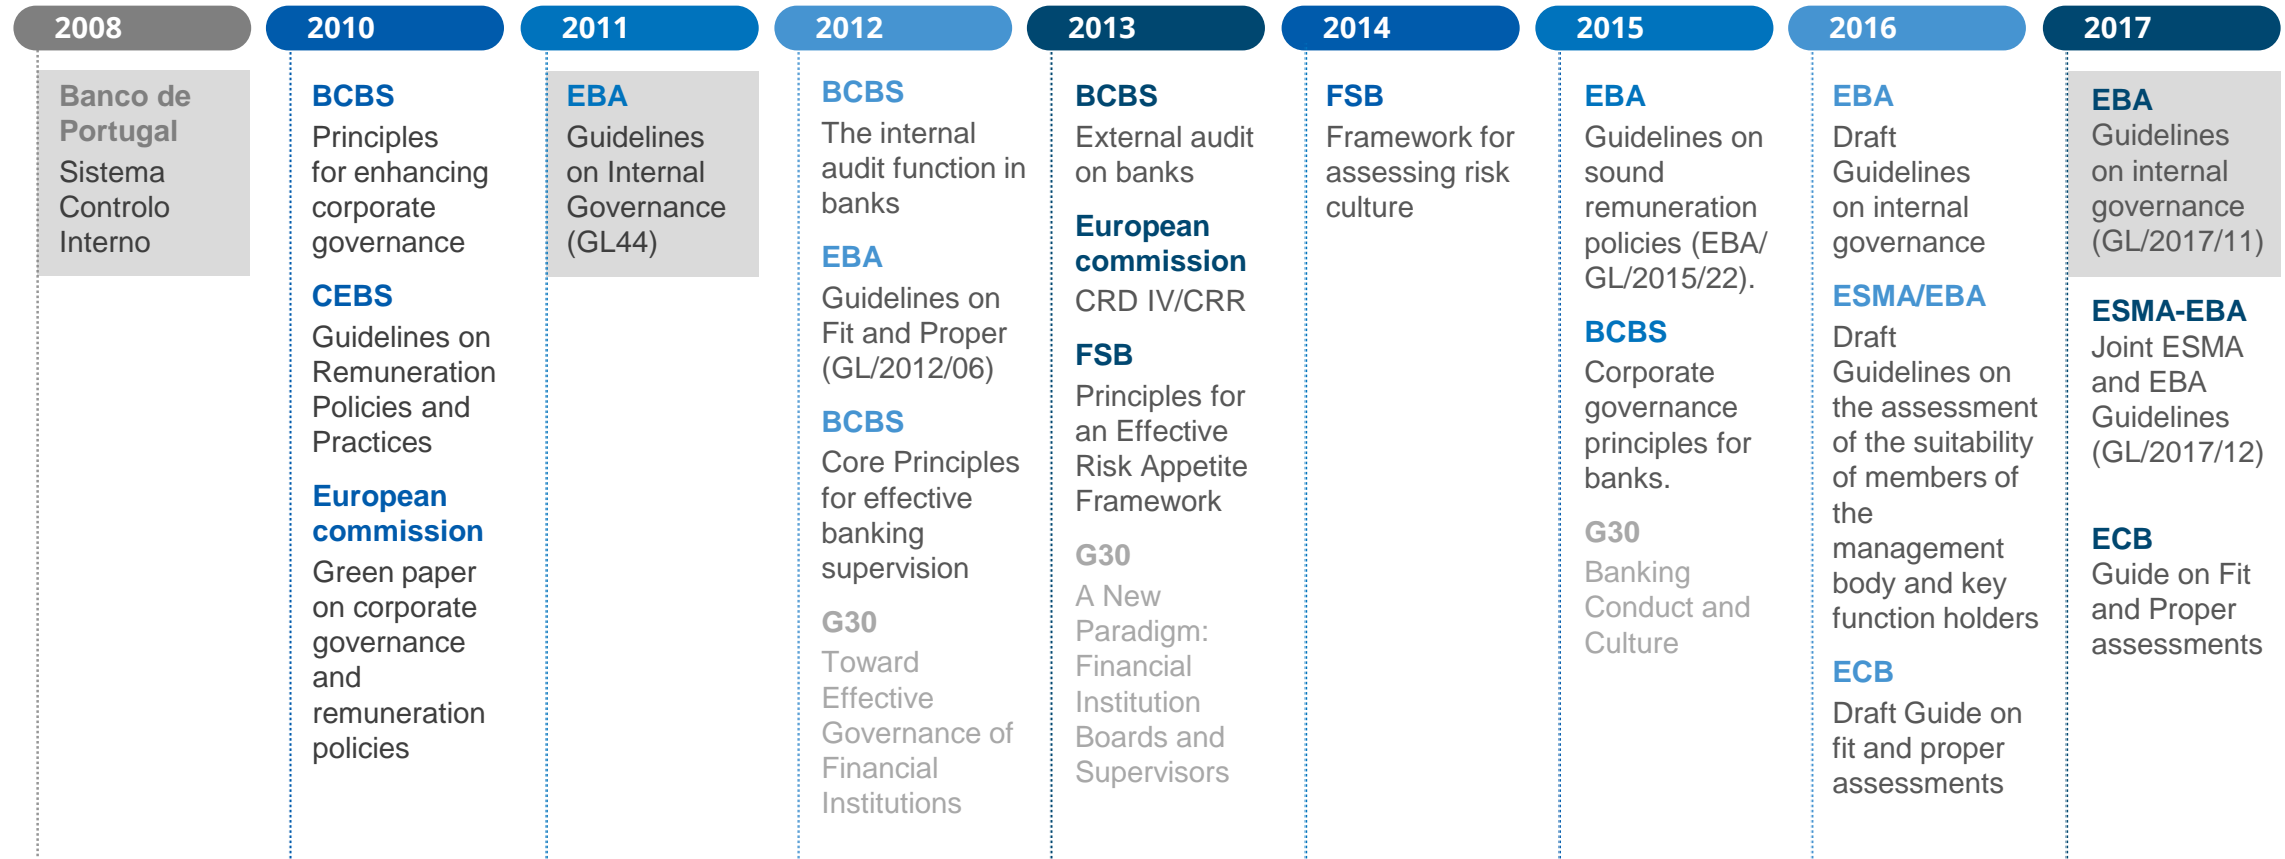 2008
Banco de
Portugal
Sistema
Controlo
Interno
2010
BCBS
Principles
for enhancing
corporate
governance
CEBS
Guidelines on
Remuneration
Policies and
Practices
European
commission
Green paper
on corporate
governance
and
remuneration
policies
2011
EBA
Guidelines
on Internal
Governance
(GL44)
2012
BCBS
The internal
audit function in
banks
EBA
Guidelines on
Fit and Proper
(GL/2012/06)
BCBS
Core Principles
for effective
banking
supervision
G30
Toward
Effective
Governance of
Financial
Institutions
2013
BCBS
External audit
on banks
European
commission
CRD IV/CRR
FSB
Principles for
an Effective
Risk Appetite
Framework
G30
A New
Paradigm:
Financial
Institution
Boards and
Supervisors
2014
FSB
Framework for
assessing risk
culture
2015
EBA
Guidelines on
sound
remuneration
policies (EBA/
GL/2015/22).
BCBS
Corporate
governance
principles for
banks.
G30
Banking
Conduct and
Culture
2016
EBA
Draft
Guidelines
on internal
governance
ESMA/EBA
Draft
Guidelines on
the assessment
of the suitability
of members of
the
management
body and key
function holders
ECB
Draft Guide on
fit and proper
assessments
2017
EBA
Guidelines
on internal
governance
(GL/2017/11)
ESMA-EBA
Joint ESMA
and EBA
Guidelines
(GL/2017/12)
ECB
Guide on Fit
and Proper
assessments